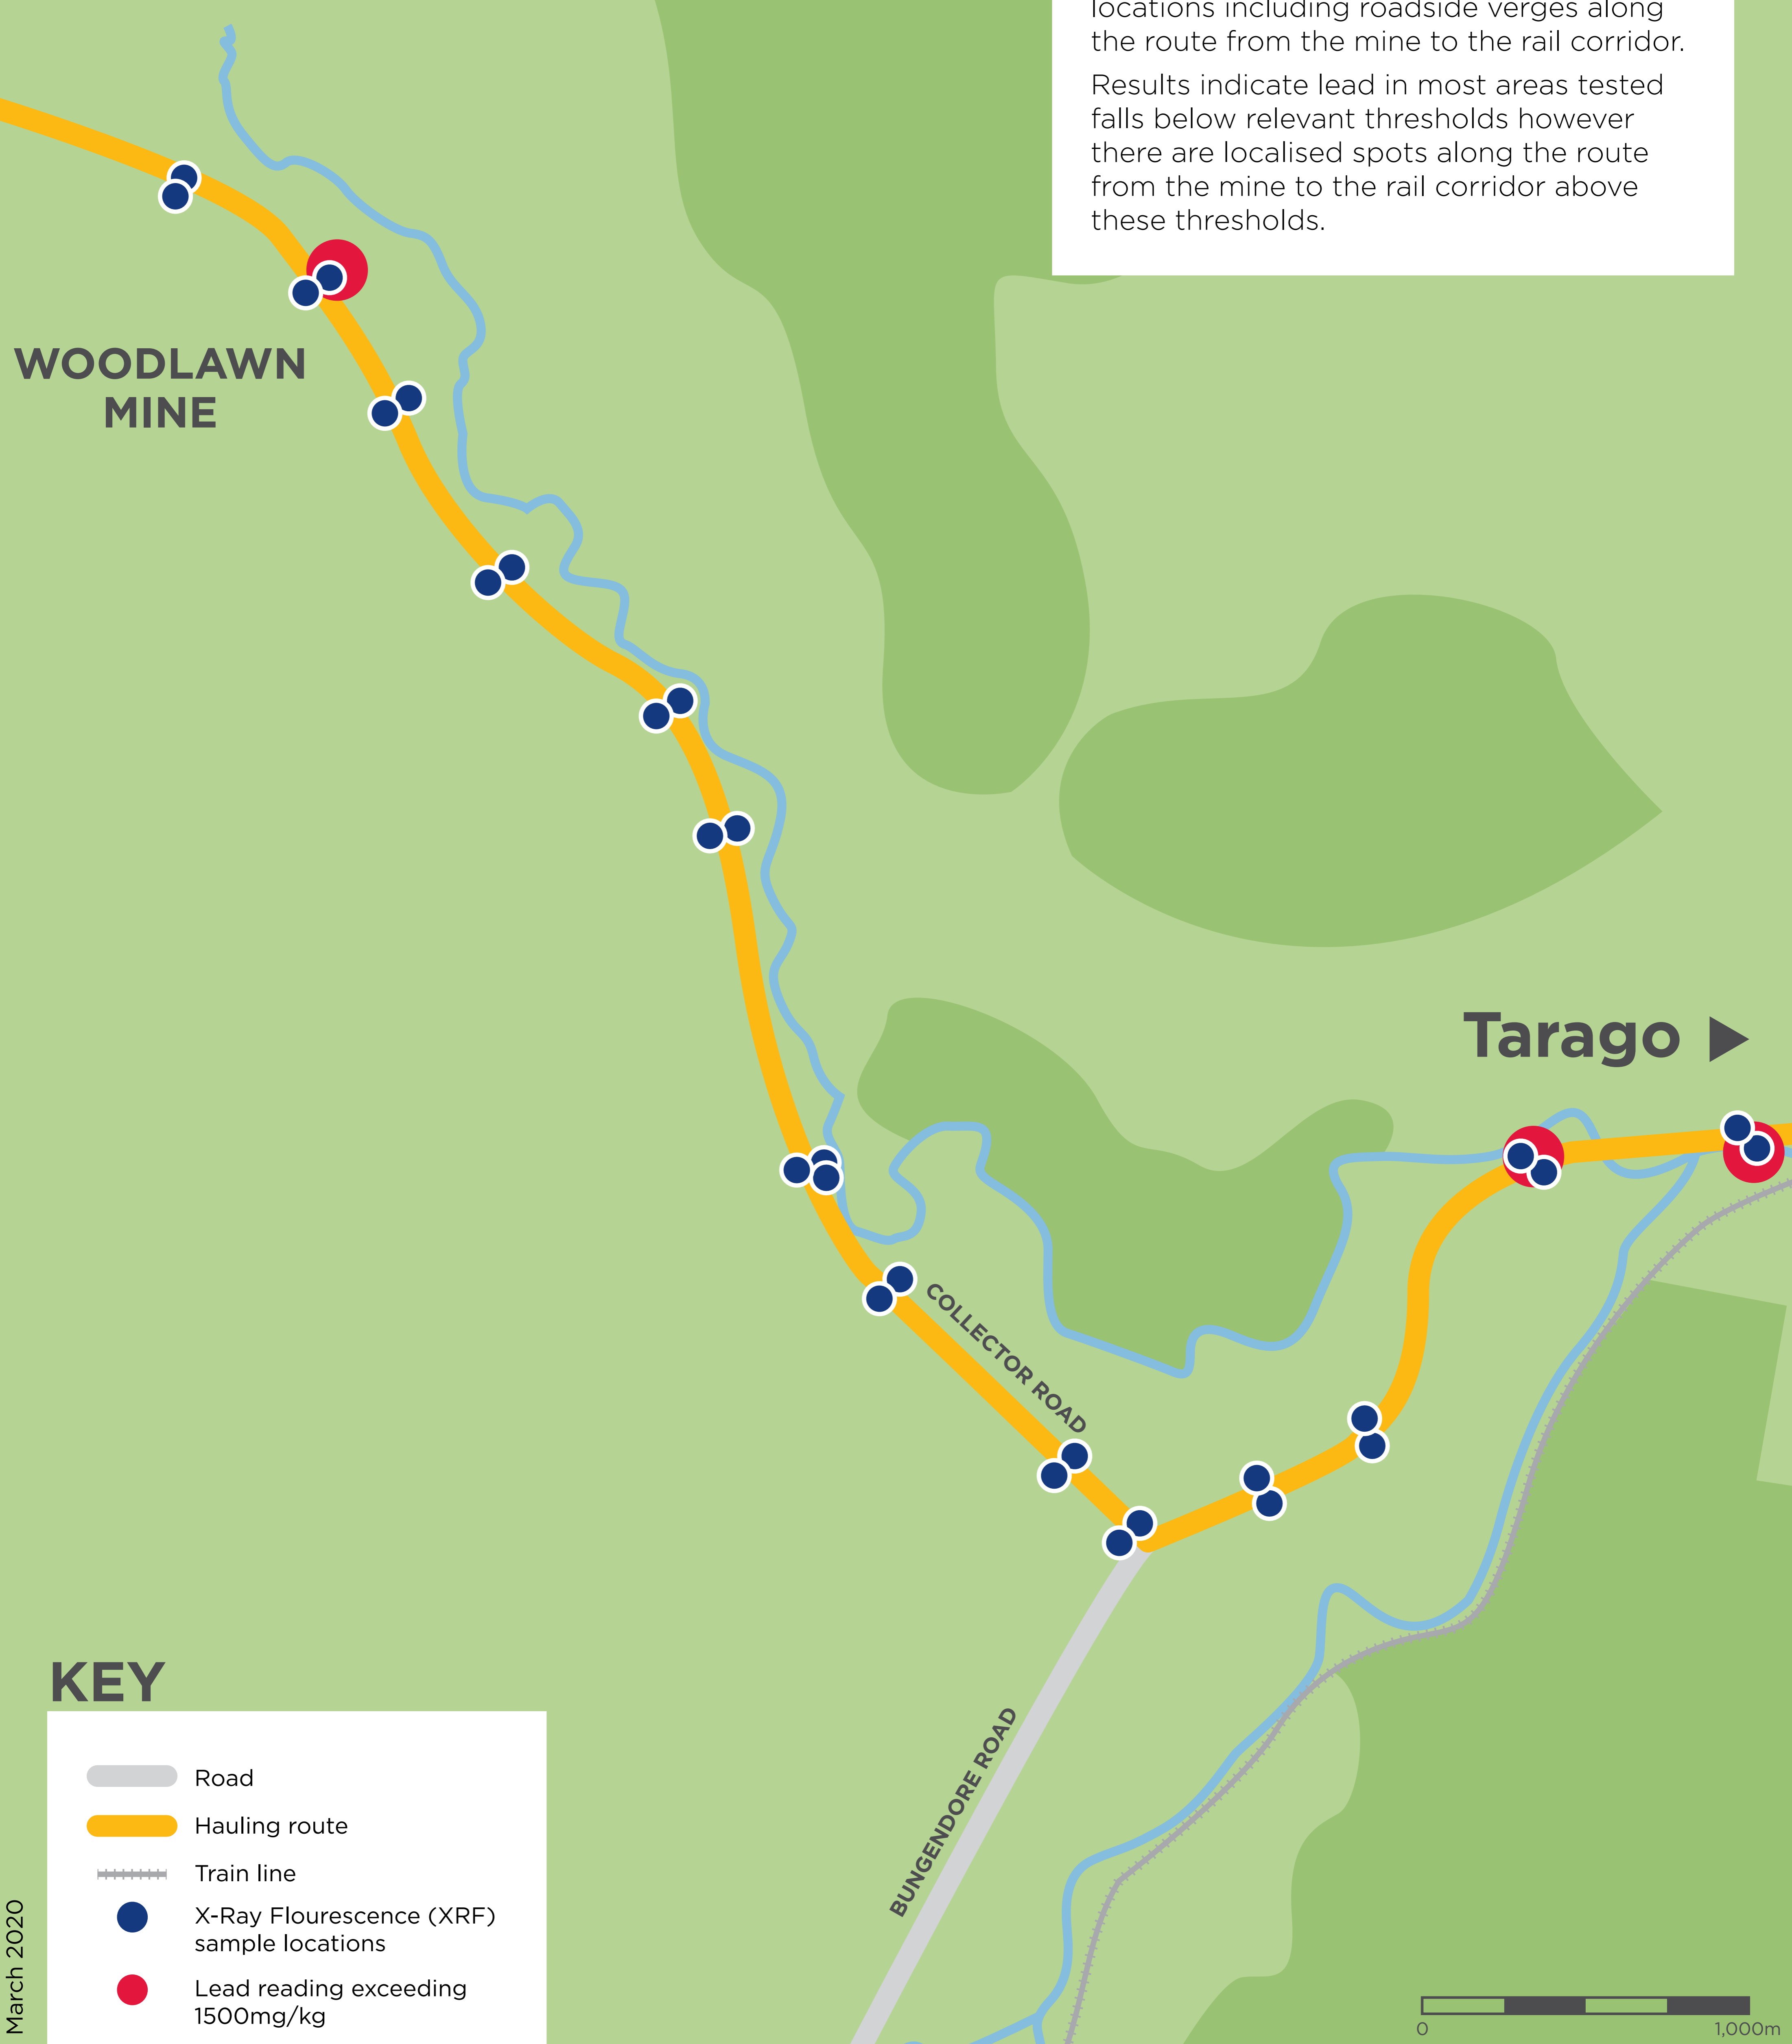 locations including roadside verges along
the route from the mine to the rail corridor.
Results indicate lead in most areas tested
falls below relevant thresholds however
there are localised spots along the route
from the mine to the rail corridor above
these thresholds.
WOODLAWN
MINE
Tarago
COLLECTOR ROAD
BUNGENDORE ROAD
KEY
Road
Hauling route
Train line
X-Ray Flourescence (XRF)
sample locations
Lead reading exceeding
1500mg/kg
March 2020
0 1,000m